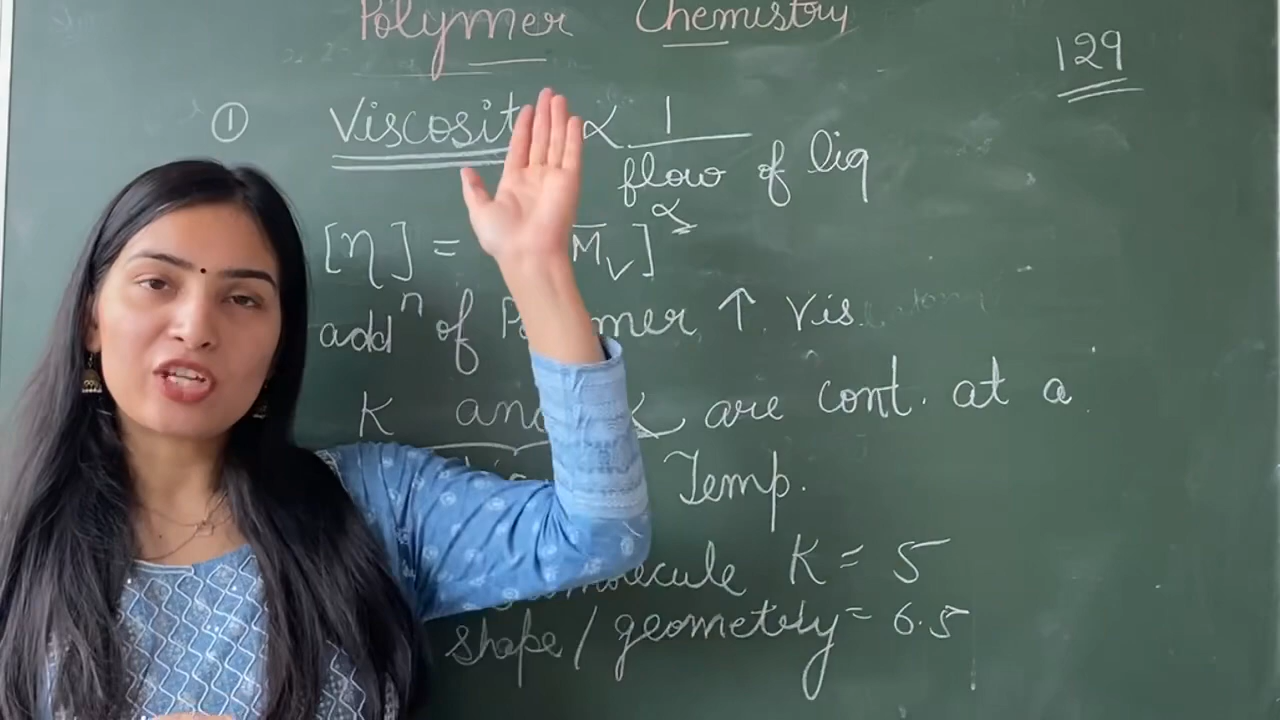 Polymer Chemistry
129
① Viscosit ∝ 1
flow of liq
[η] = M̄v]^α
addⁿ of Polymer ↑ Vis.
K and α are cont. at a
Temp.
molecule K = 5
shape/geometry = 6.5